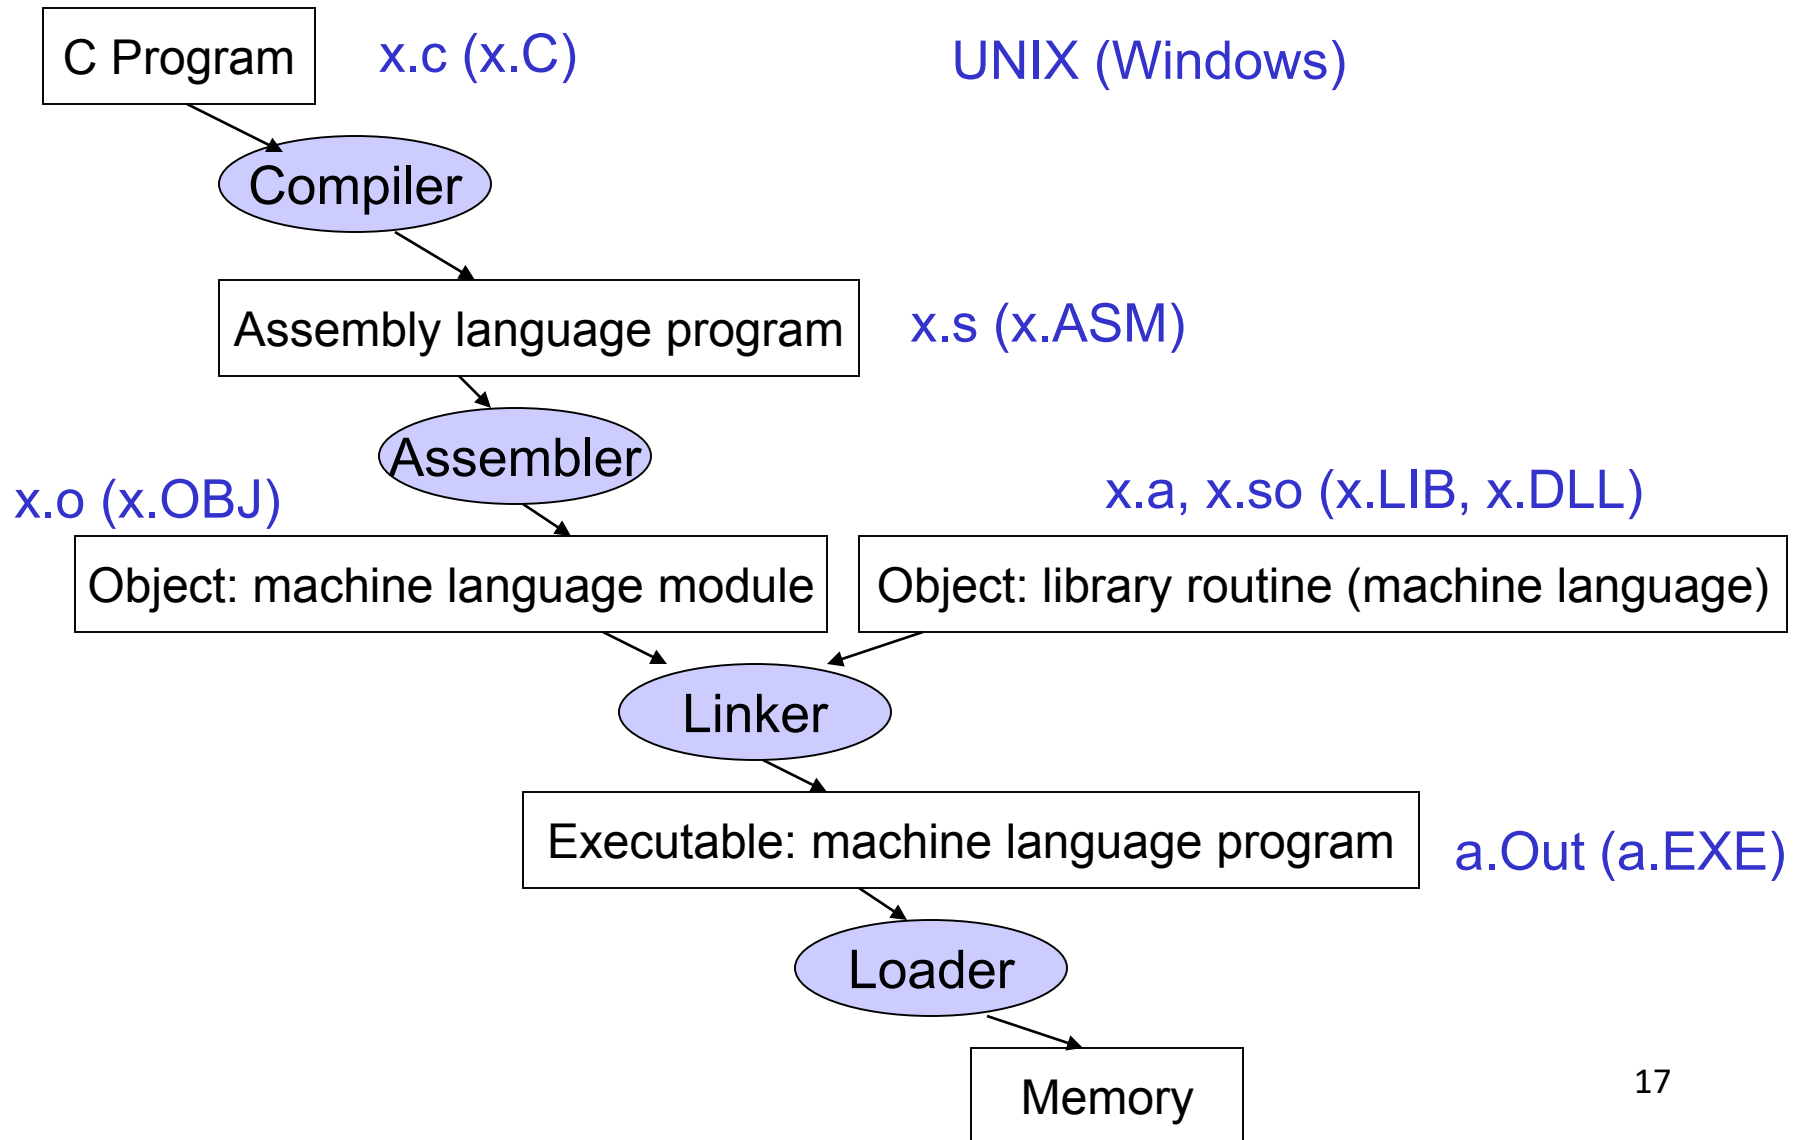 C Program
x.c (x.C)
UNIX (Windows)
Compiler
Assembly language program
x.s (x.ASM)
Assembler
x.o (x.OBJ)
x.a, x.so (x.LIB, x.DLL)
Object: machine language module
Object: library routine (machine language)
Linker
Executable: machine language program
a.Out (a.EXE)
Loader
Memory
17